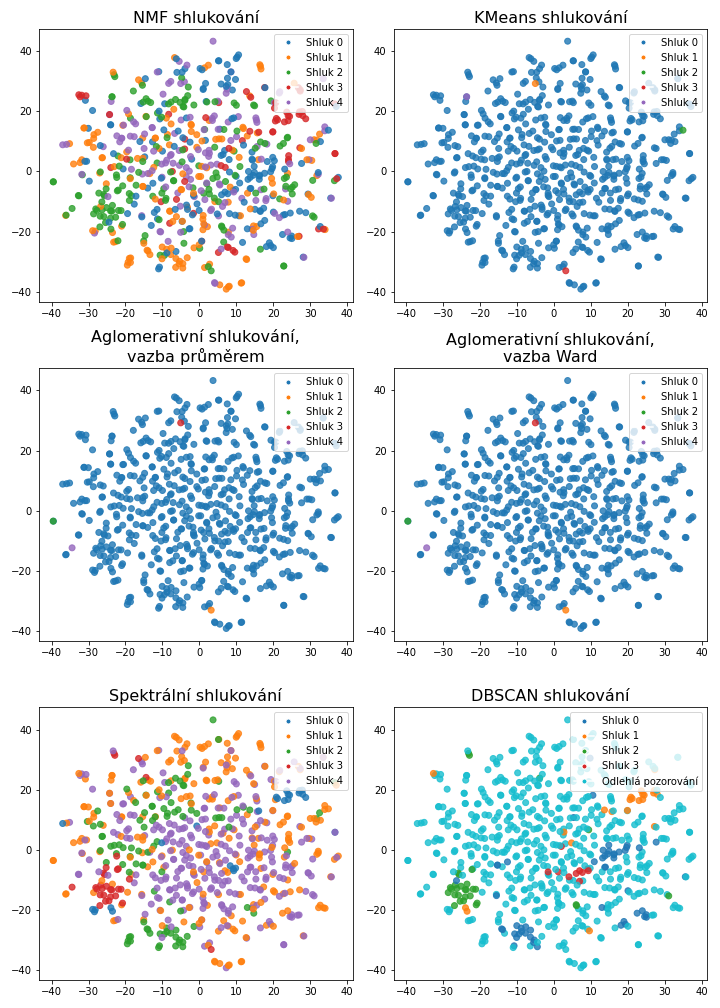 NMF shlukování
Shluk 0
Shluk 1
Shluk 2
Shluk 3
Shluk 4
40
20
0
−20
−40
−40 −30 −20 −10 0 10 20 30 40
KMeans shlukování
Shluk 0
Shluk 1
Shluk 2
Shluk 3
Shluk 4
40
20
0
−20
−40
−40 −30 −20 −10 0 10 20 30 40
Aglomerativní shlukování,
vazba průměrem
Shluk 0
Shluk 1
Shluk 2
Shluk 3
Shluk 4
40
20
0
−20
−40
−40 −30 −20 −10 0 10 20 30 40
Aglomerativní shlukování,
vazba Ward
Shluk 0
Shluk 1
Shluk 2
Shluk 3
Shluk 4
40
20
0
−20
−40
−40 −30 −20 −10 0 10 20 30 40
Spektrální shlukování
Shluk 0
Shluk 1
Shluk 2
Shluk 3
Shluk 4
40
20
0
−20
−40
−40 −30 −20 −10 0 10 20 30 40
DBSCAN shlukování
Shluk 0
Shluk 1
Shluk 2
Shluk 3
Odlehlá pozorování
40
20
0
−20
−40
−40 −30 −20 −10 0 10 20 30 40